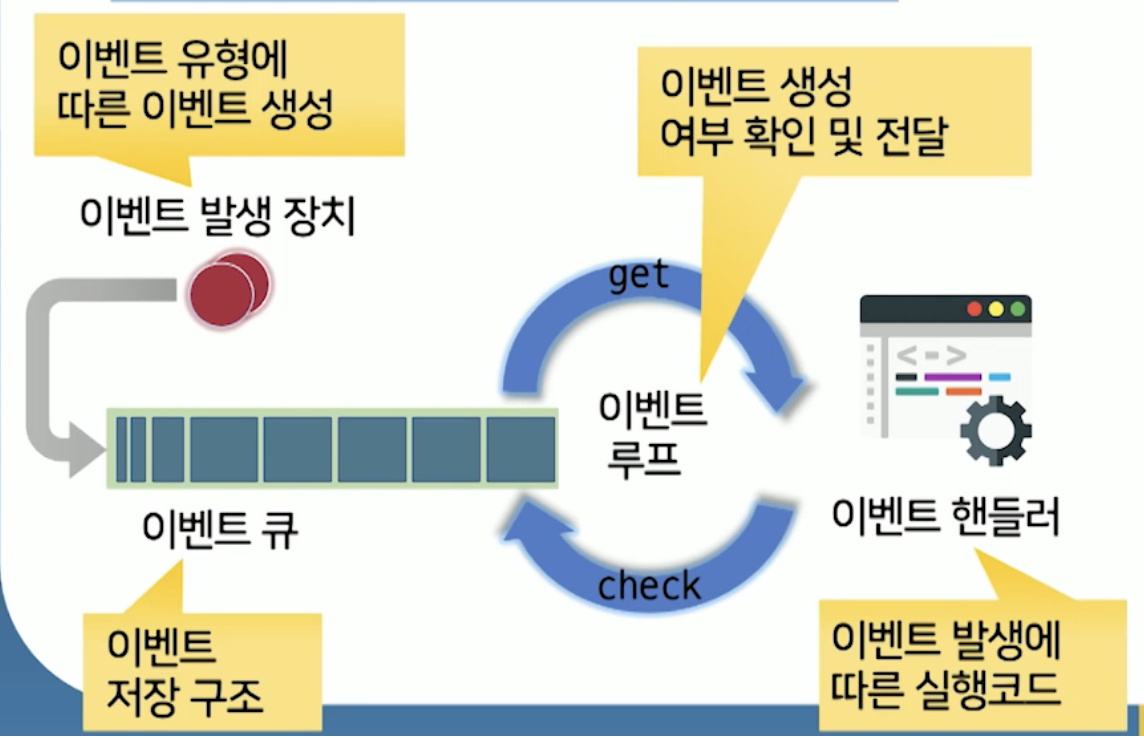 이벤트 유형에
따른 이벤트 생성
이벤트 생성
여부 확인 및 전달
이벤트 발생 장치
get
<->
이벤트
루프
이벤트 큐
이벤트 핸들러
check
이벤트
저장 구조
이벤트 발생에
따른 실행코드